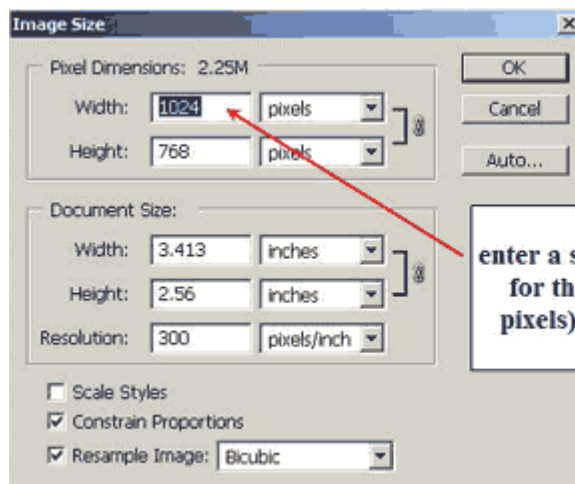 Image Size
Pixel Dimensions: 2.25M
Width: 1024 pixels
Height: 768 pixels
OK
Cancel
Auto...
Document Size:
Width: 3.413 inches
Height: 2.56 inches
Resolution: 300 pixels/inch
enter a s
for th
pixels)
Scale Styles
Constrain Proportions
Resample Image: Bicubic